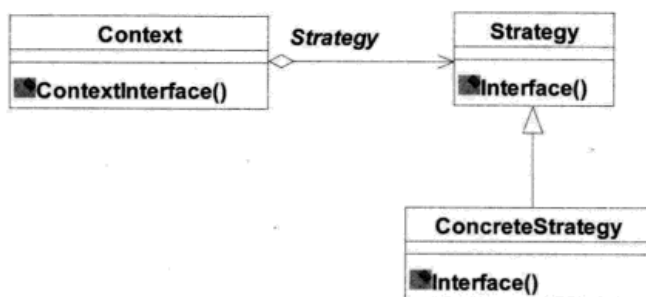 Context
Strategy
Strategy
ContextInterface()
Interface()
ConcreteStrategy
Interface()